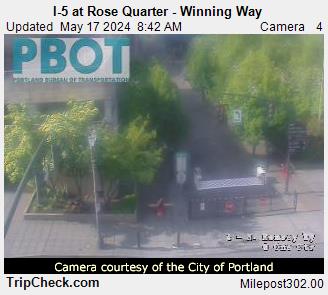 I-5 at Rose Quarter - Winning Way
Updated May 17 2024 8:42 AM Camera 4
PBOT
PORTLAND BUREAU OF TRANSPORTATION
Camera courtesy of the City of Portland
TripCheck.com Milepost302.00